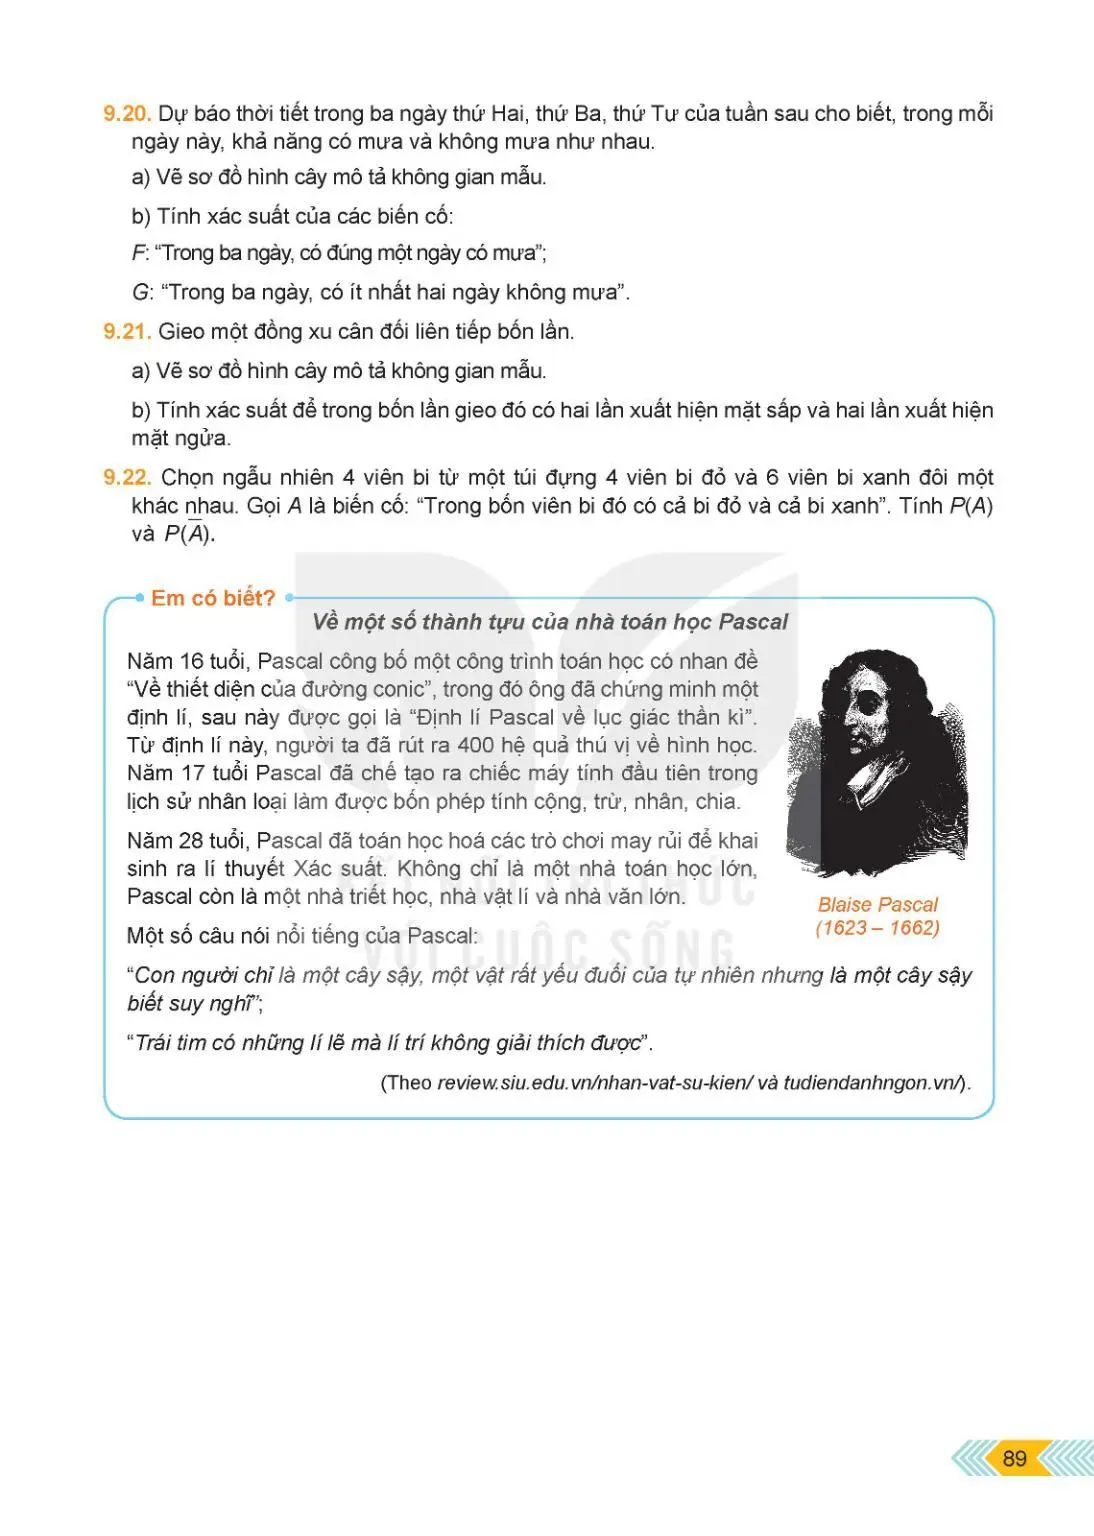 9.20. Dự báo thời tiết trong ba ngày thứ Hai, thứ Ba, thứ Tư của tuần sau cho biết, trong mỗi
ngày này, khả năng có mưa và không mưa như nhau.
a) Vẽ sơ đồ hình cây mô tả không gian mẫu.
b) Tính xác suất của các biến cố:
F: “Trong ba ngày, có đúng một ngày có mưa”;
G: “Trong ba ngày, có ít nhất hai ngày không mưa”.
9.21. Gieo một đồng xu cân đối liên tiếp bốn lần.
a) Vẽ sơ đồ hình cây mô tả không gian mẫu.
b) Tính xác suất để trong bốn lần gieo đó có hai lần xuất hiện mặt sấp và hai lần xuất hiện
mặt ngửa.
9.22. Chọn ngẫu nhiên 4 viên bi từ một túi đựng 4 viên bi đỏ và 6 viên bi xanh đôi một
khác nhau. Gọi A là biến cố: “Trong bốn viên bi đó có cả bi đỏ và cả bi xanh”. Tính P(A)
và P(A̅).
Em có biết?
Về một số thành tựu của nhà toán học Pascal
Năm 16 tuổi, Pascal công bố một công trình toán học có nhan đề
“Về thiết diện của đường conic”, trong đó ông đã chứng minh một
định lí, sau này được gọi là “Định lí Pascal về lục giác thần kì”.
Từ định lí này, người ta đã rút ra 400 hệ quả thú vị về hình học.
Năm 17 tuổi Pascal đã chế tạo ra chiếc máy tính đầu tiên trong
lịch sử nhân loại làm được bốn phép tính cộng, trừ, nhân, chia.
Năm 28 tuổi, Pascal đã toán học hoá các trò chơi may rủi để khai
sinh ra lí thuyết Xác suất. Không chỉ là một nhà toán học lớn,
Pascal còn là một nhà triết học, nhà vật lí và nhà văn lớn.
Một số câu nói nổi tiếng của Pascal:
“Con người chỉ là một cây sậy, một vật rất yếu đuối của tự nhiên nhưng là một cây sậy
biết suy nghĩ”;
“Trái tim có những lí lẽ mà lí trí không giải thích được”.
(Theo review.siu.edu.vn/nhan-vat-su-kien/ và tudiendanhngon.vn/).
Blaise Pascal
(1623 – 1662)
KẾT NỐI TRI THỨC
VỚI CUỘC SỐNG
89